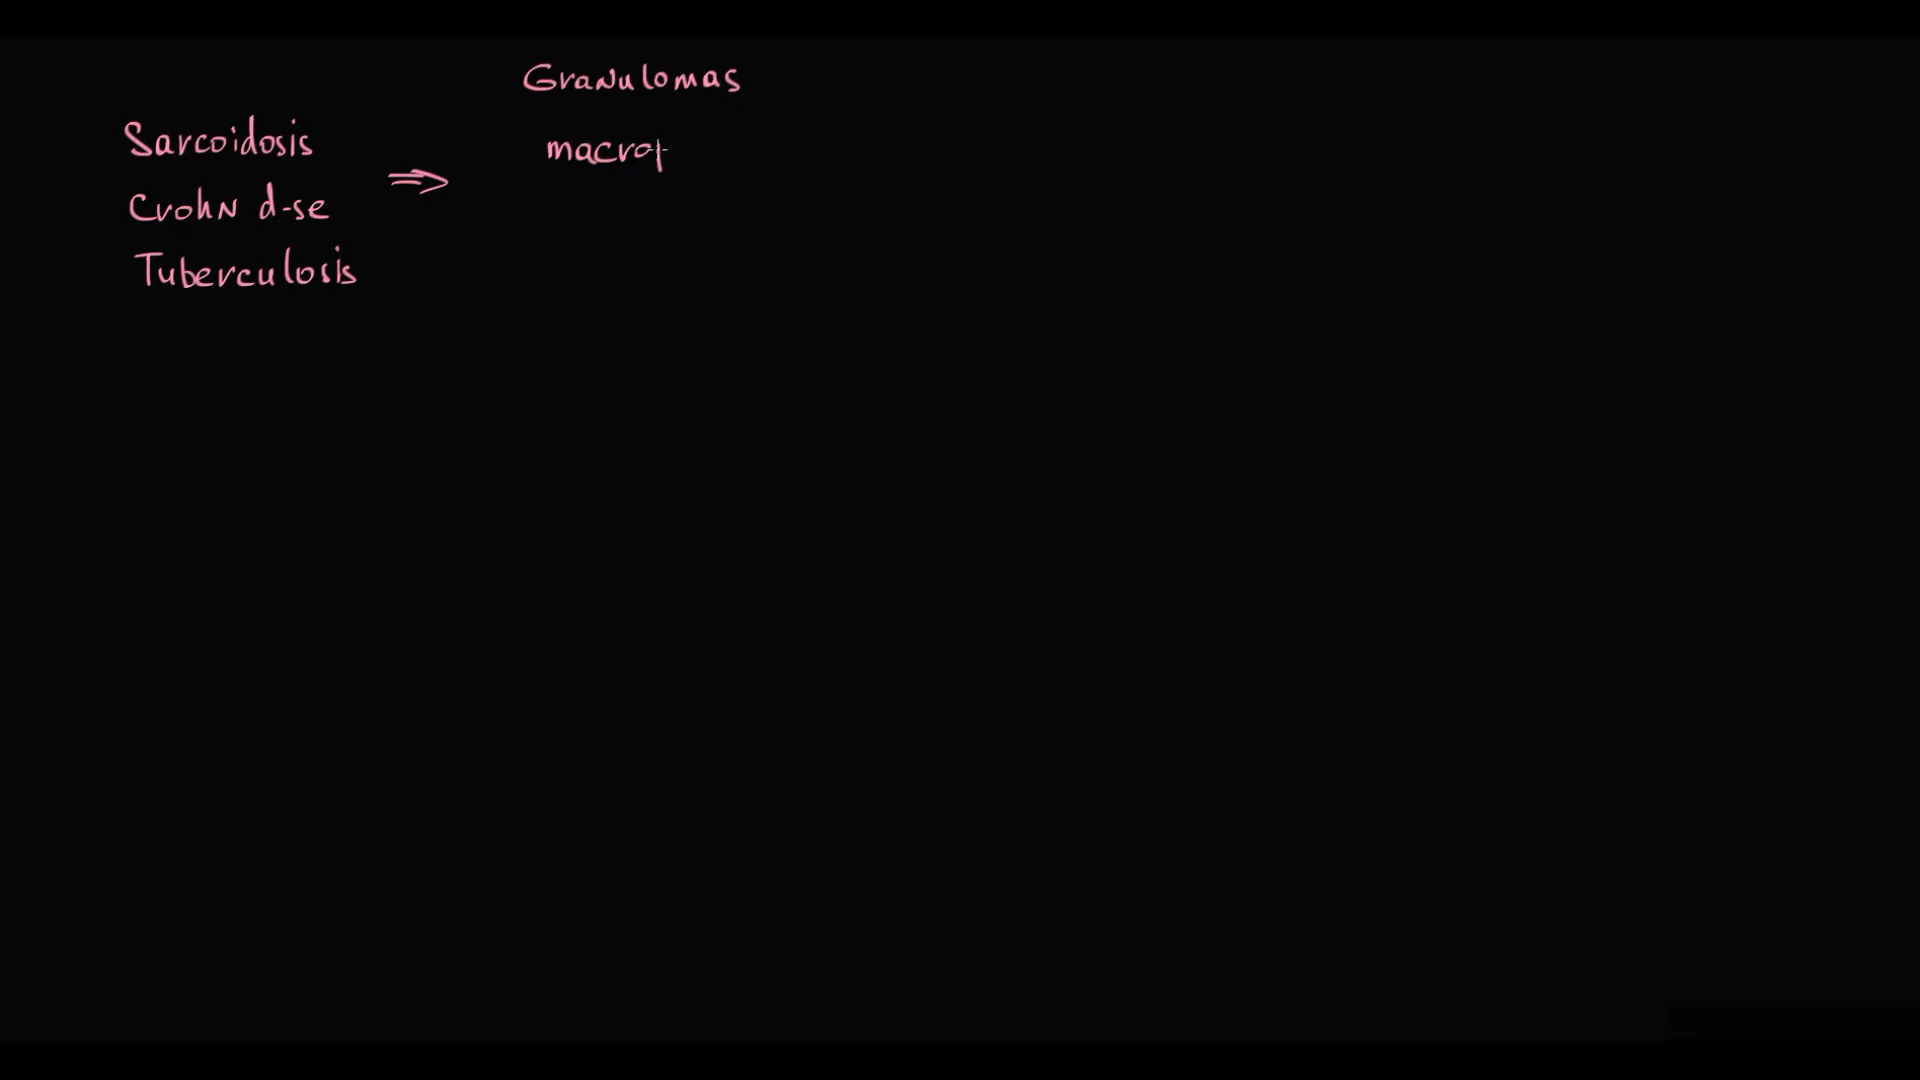 Granulomas
Sarcoidosis
macrop
Crohn d-se
Tuberculosis